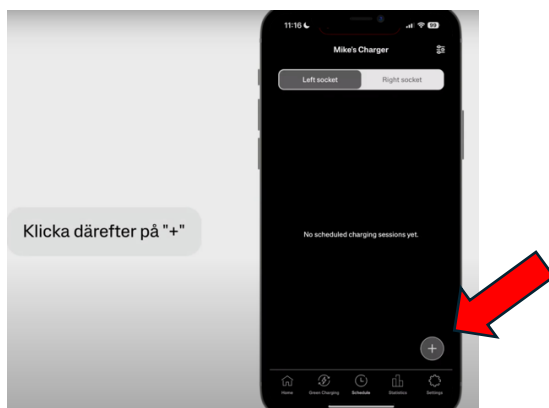 11:16
99
Mike's Charger
Left socket
Right socket
Klicka därefter på "+"
No scheduled charging sessions yet.
+
Home
Green Charging
Schedule
Statistics
Settings